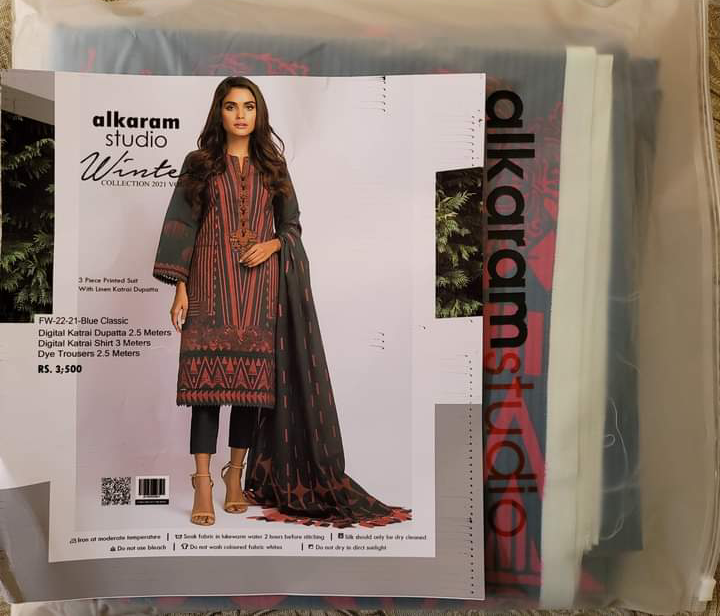 alkaram
studio
Winte
COLLECTION 2021 VO
3 Piece Printed Suit
With Linen Katrai Dupatta
FW-22-21-Blue Classic
Digital Katrai Dupatta 2.5 Meters
Digital Katrai Shirt 3 Meters
Dye Trousers 2.5 Meters
RS. 3,500
Iron at moderate temperature | Soak fabric in lukewarm water 2 hours before stitching | Silk should only be dry cleaned
Do not use bleach | Do not wash coloured fabric whites | Do not dry in direct sunlight
alkaramstudio